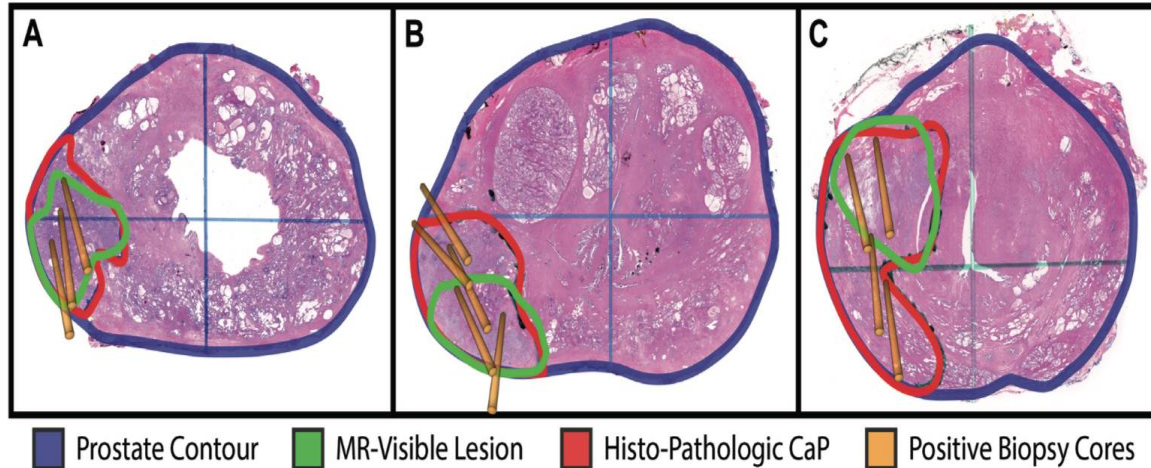 A
B
C
Prostate Contour
MR-Visible Lesion
Histo-Pathologic CaP
Positive Biopsy Cores